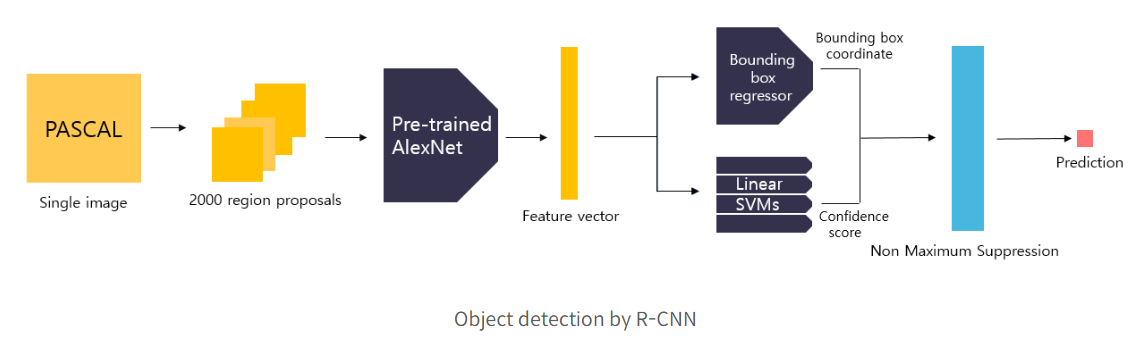 PASCAL
Single image
2000 region proposals
Pre-trained
AlexNet
Feature vector
Bounding
box
regressor
Bounding box
coordinate
Linear
SVMs
Confidence
score
Non Maximum Suppression
Prediction
Object detection by R-CNN